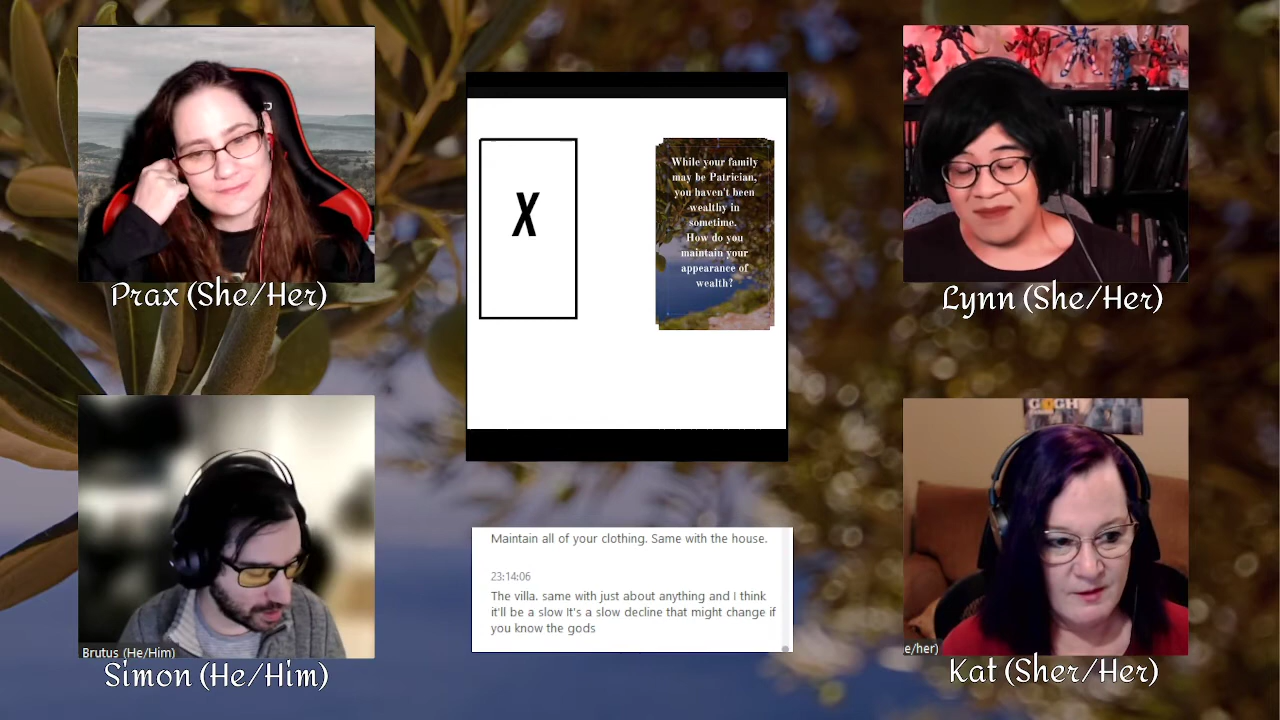 Prax (She/Her)
X
While your family
may be Patrician,
you haven't been
wealthy in
sometime.
How do you
maintain your
appearance of
wealth?
Lynn (She/Her)
GOGH
Brutus (He/Him)
Simon (He/Him)
Maintain all of your clothing. Same with the house.
23:14:06
The villa. same with just about anything and I think
it'll be a slow It's a slow decline that might change if
you know the gods
e/her)
Kat (Sher/Her)